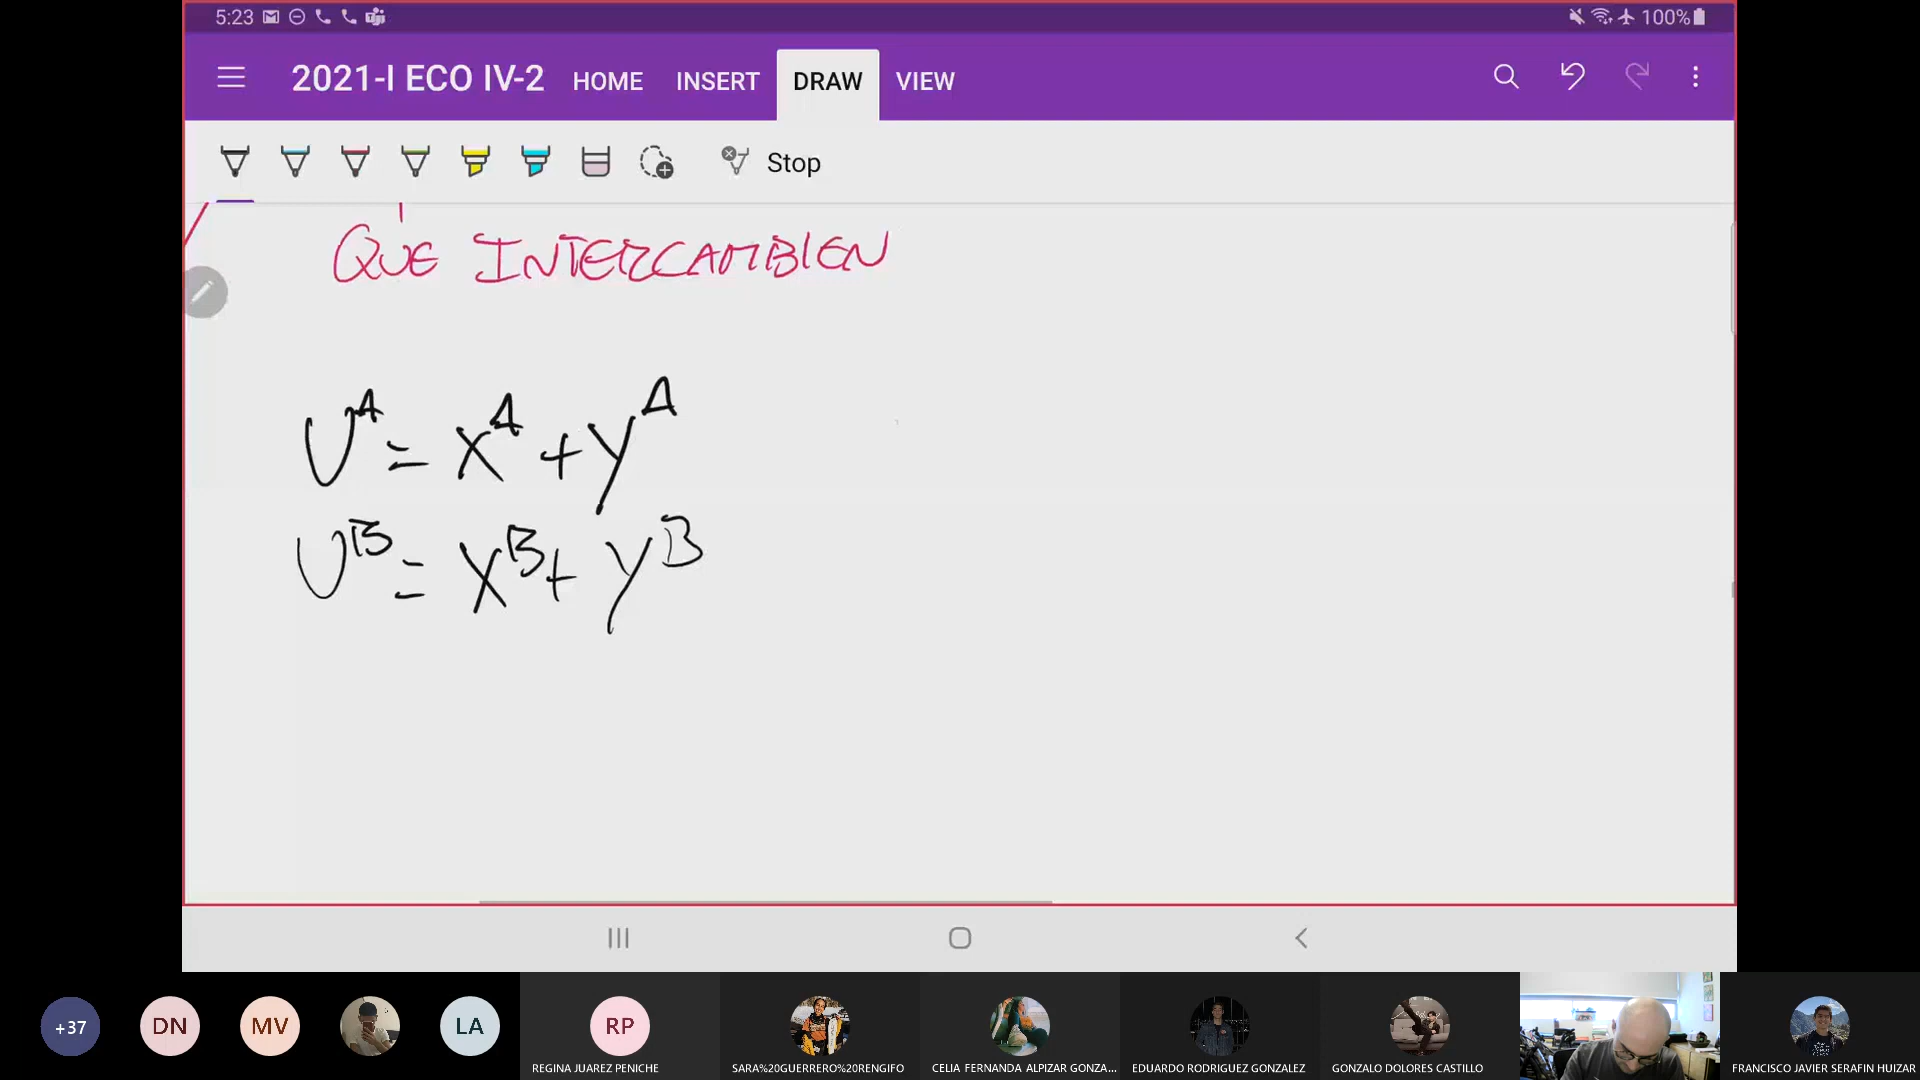 5:23 100%
2021-I ECO IV-2 HOME INSERT DRAW VIEW
Stop
QUE INTERCAMBIEN
U^A = X^A + Y^A
U^B = X^B + Y^B
+37 DN MV LA RP
REGINA JUAREZ PENICHE SARA%20GUERRERO%20RENGIFO CELIA FERNANDA ALPIZAR GONZA... EDUARDO RODRIGUEZ GONZALEZ GONZALO DOLORES CASTILLO FRANCISCO JAVIER SERAFIN HUIZAR